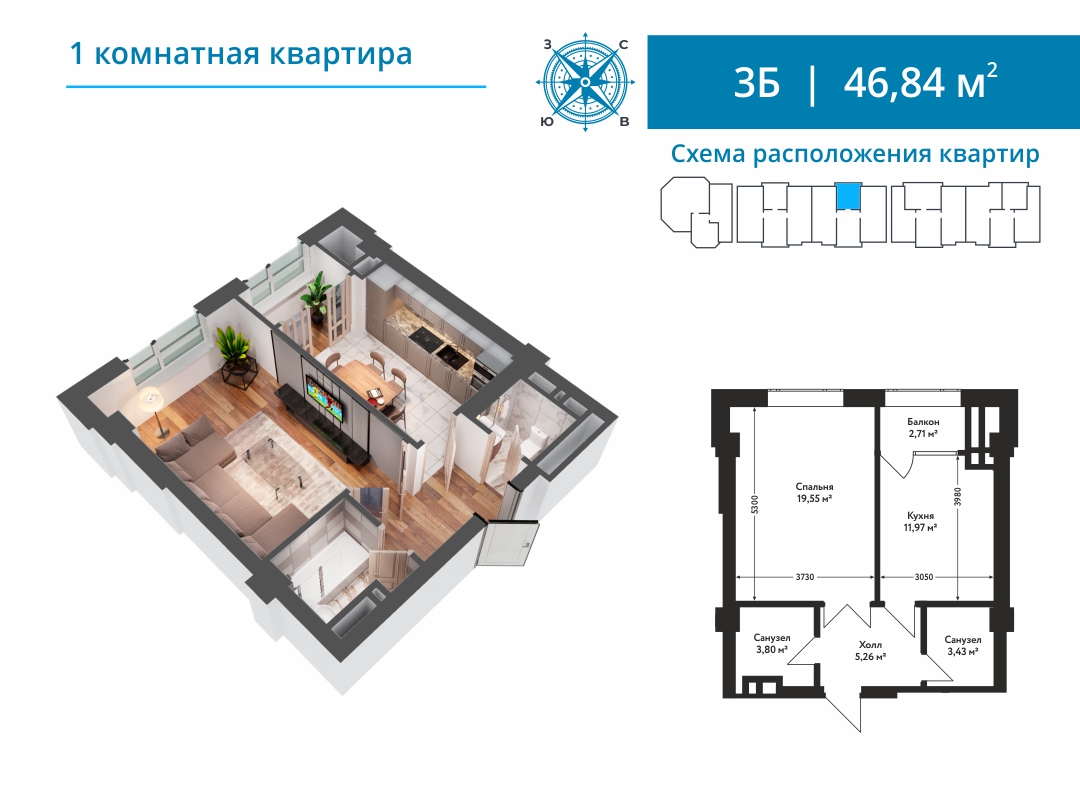 1 комнатная квартира
З
С
Ю
В
3Б | 46,84 м²
Схема расположения квартир
Балкон
2,71 м²
Спальня
19,55 м²
5300
3980
Кухня
11,97 м²
3730
3050
Санузел
3,80 м²
Холл
5,26 м²
Санузел
3,43 м²